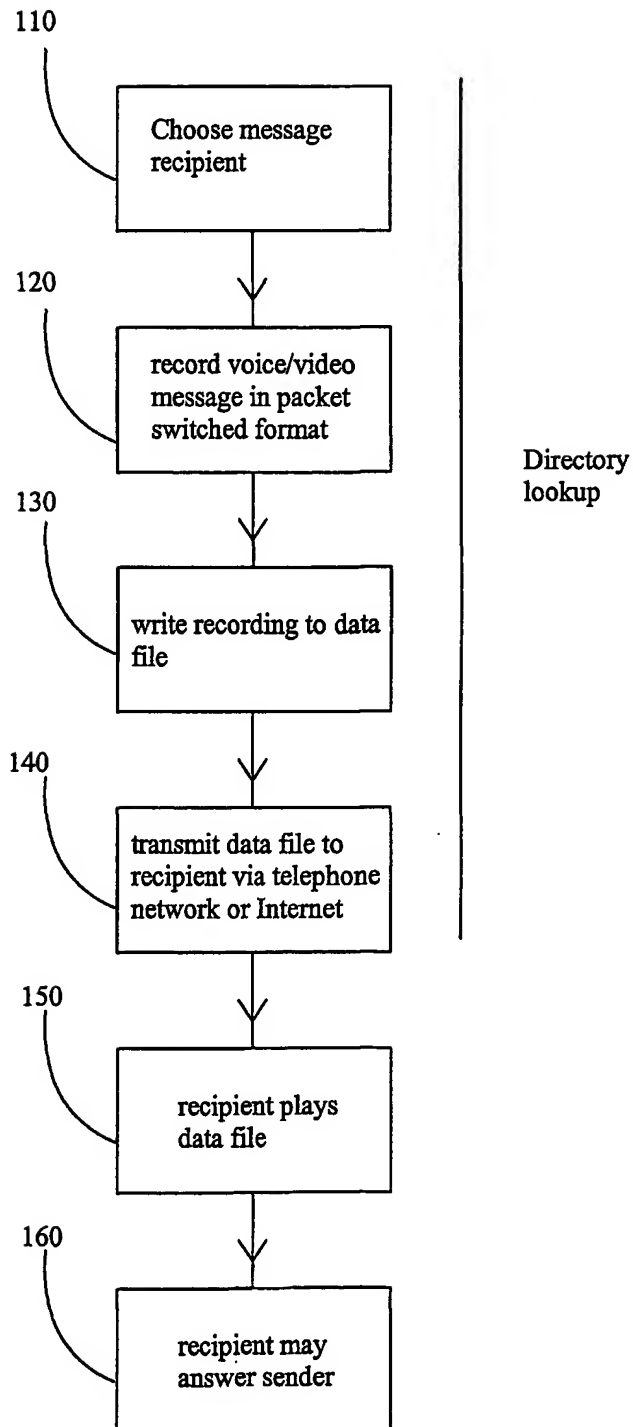 110
Choose message
recipient
120
record voice/video
message in packet
switched format
Directory
lookup
130
write recording to data
file
140
transmit data file to
recipient via telephone
network or Internet
150
recipient plays
data file
160
recipient may
answer sender